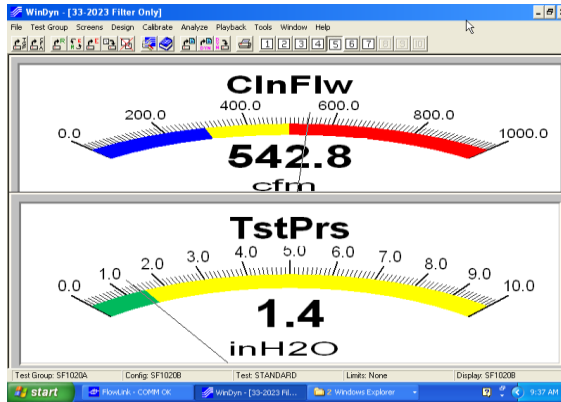 WinDyn - [33-2023 Filter Only]
File Test Group Screens Design Calibrate Analyze Playback Tools Window Help
1 2 3 4 5 6 7 8 9 10
ClnFlw
0.0 200.0 400.0 600.0 800.0 1000.0
542.8
cfm
TstPrs
0.0 1.0 2.0 3.0 4.0 5.0 6.0 7.0 8.0 9.0 10.0
1.4
inH2O
Test Group: SF1020A Config: SF1020B Test: STANDARD Limits: None Display: SF1020B
start FlowLink - COMM OK WinDyn - [33-2023 Fil... 2 Windows Explorer 9:37 AM